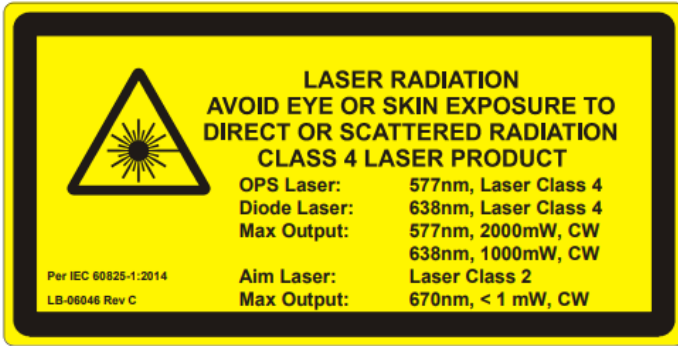 LASER RADIATION
AVOID EYE OR SKIN EXPOSURE TO
DIRECT OR SCATTERED RADIATION
CLASS 4 LASER PRODUCT
OPS Laser: 577nm, Laser Class 4
Diode Laser: 638nm, Laser Class 4
Max Output: 577nm, 2000mW, CW
638nm, 1000mW, CW
Per IEC 60825-1:2014
Aim Laser: Laser Class 2
LB-06046 Rev C
Max Output: 670nm, < 1 mW, CW